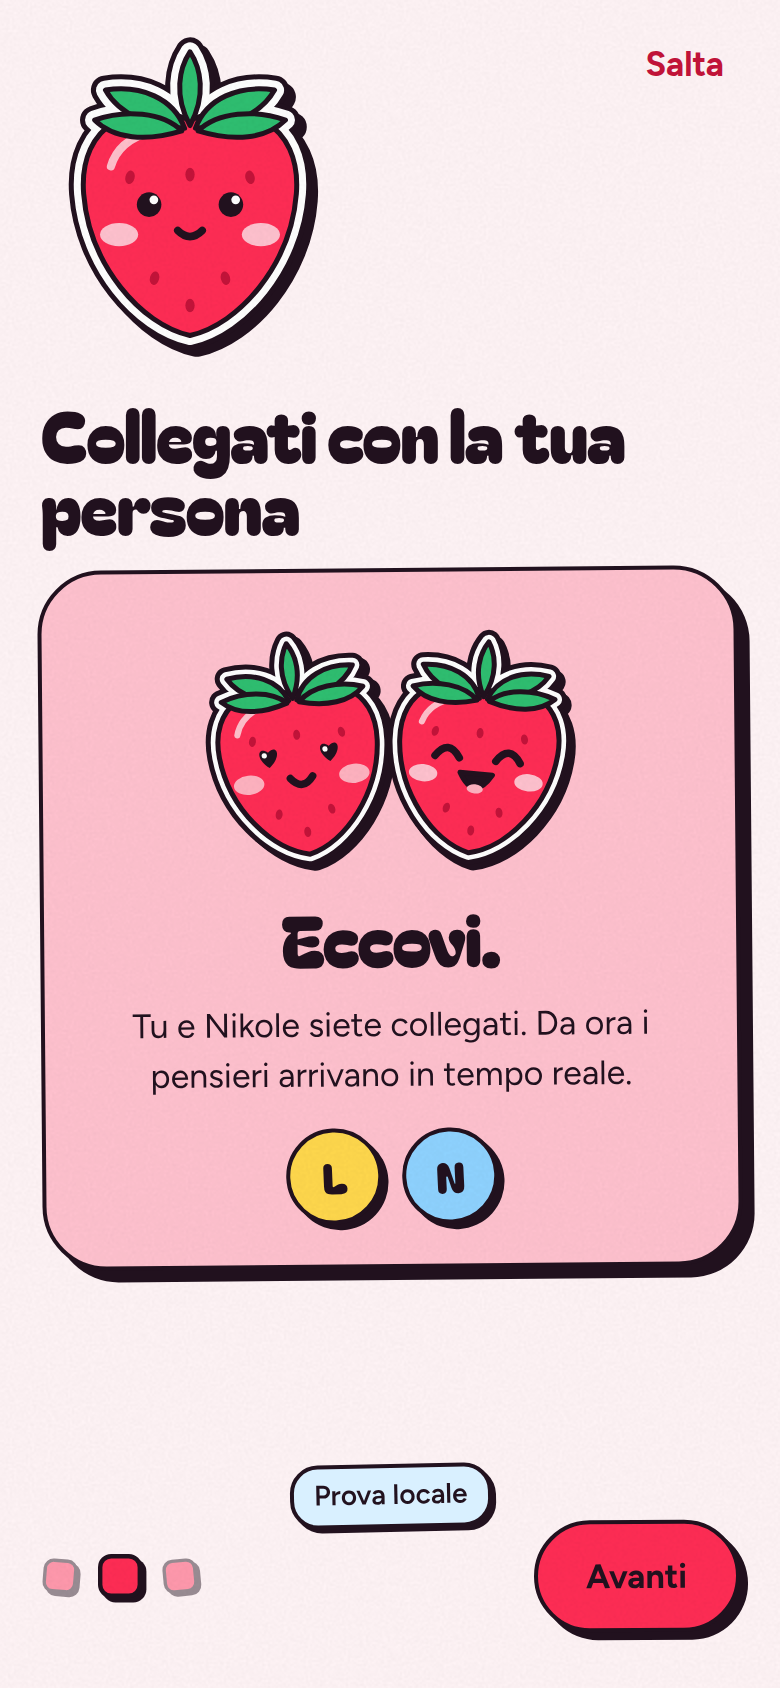 Salta
Collegati con la tua
persona
Eccovi.
Tu e Nikole siete collegati. Da ora i
pensieri arrivano in tempo reale.
L N
Prova locale
Avanti